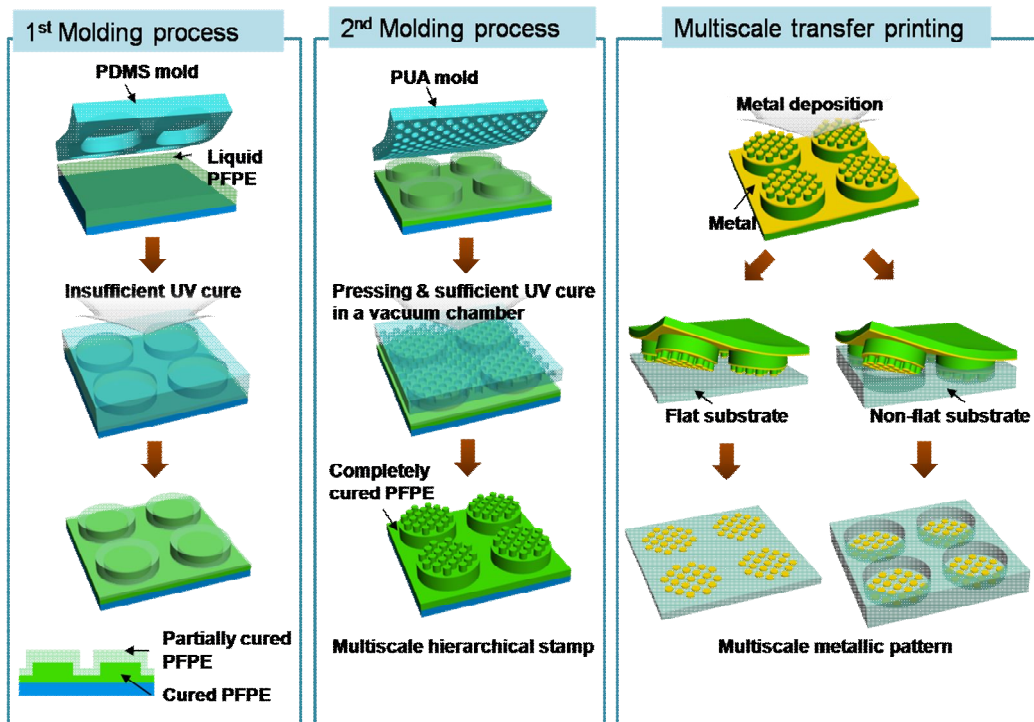 1st Molding process
PDMS mold
Liquid
PFPE
Insufficient UV cure
Partially cured
PFPE
Cured PFPE
2nd Molding process
PUA mold
Pressing & sufficient UV cure
in a vacuum chamber
Completely
cured PFPE
Multiscale hierarchical stamp
Multiscale transfer printing
Metal deposition
Metal
Flat substrate
Non-flat substrate
Multiscale metallic pattern